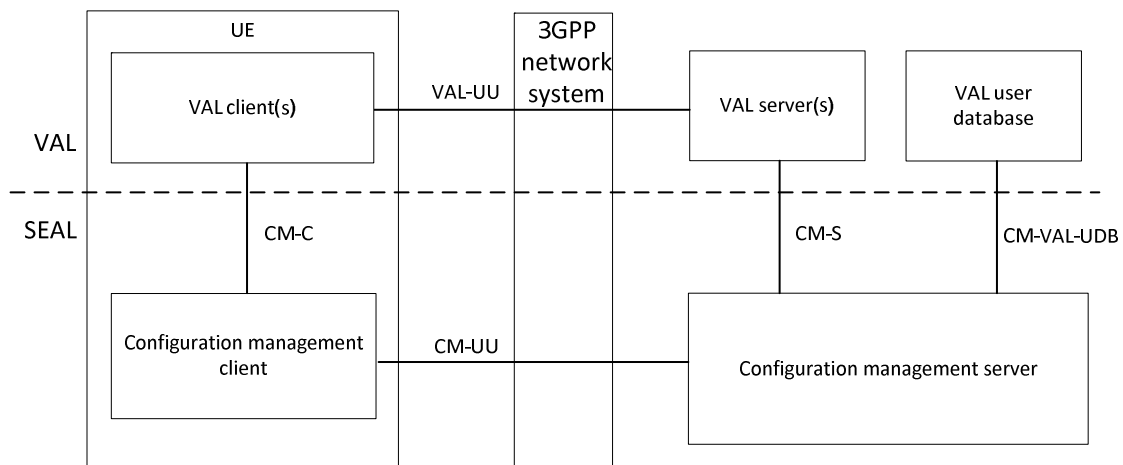 UE
3GPP
network
system
VAL client(s)
VAL-UU
VAL server(s)
VAL user
database
VAL
SEAL
CM-C
CM-S
CM-VAL-UDB
Configuration management
client
CM-UU
Configuration management server